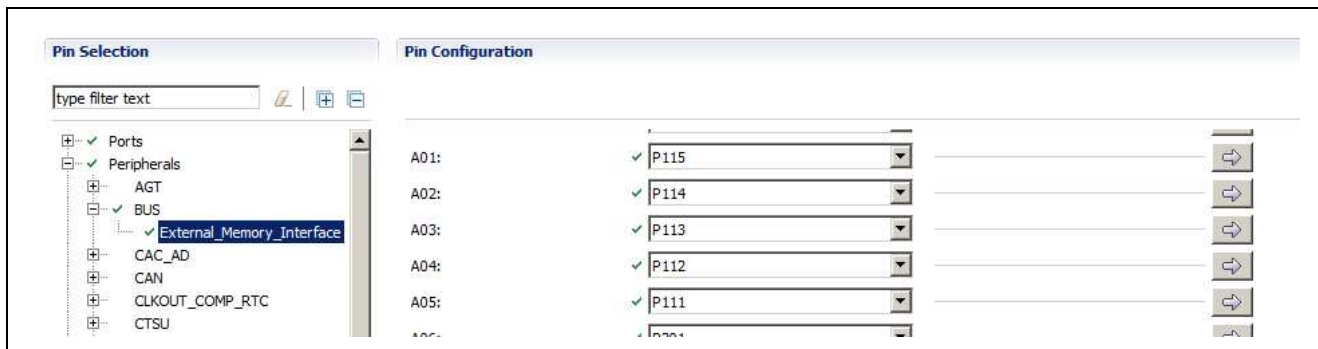 Pin Selection
Pin Configuration
type filter text
Ports
Peripherals
AGT
BUS
External_Memory_Interface
CAC_AD
CAN
CLKOUT_COMP_RTC
CTSU
A01: P115
A02: P114
A03: P113
A04: P112
A05: P111